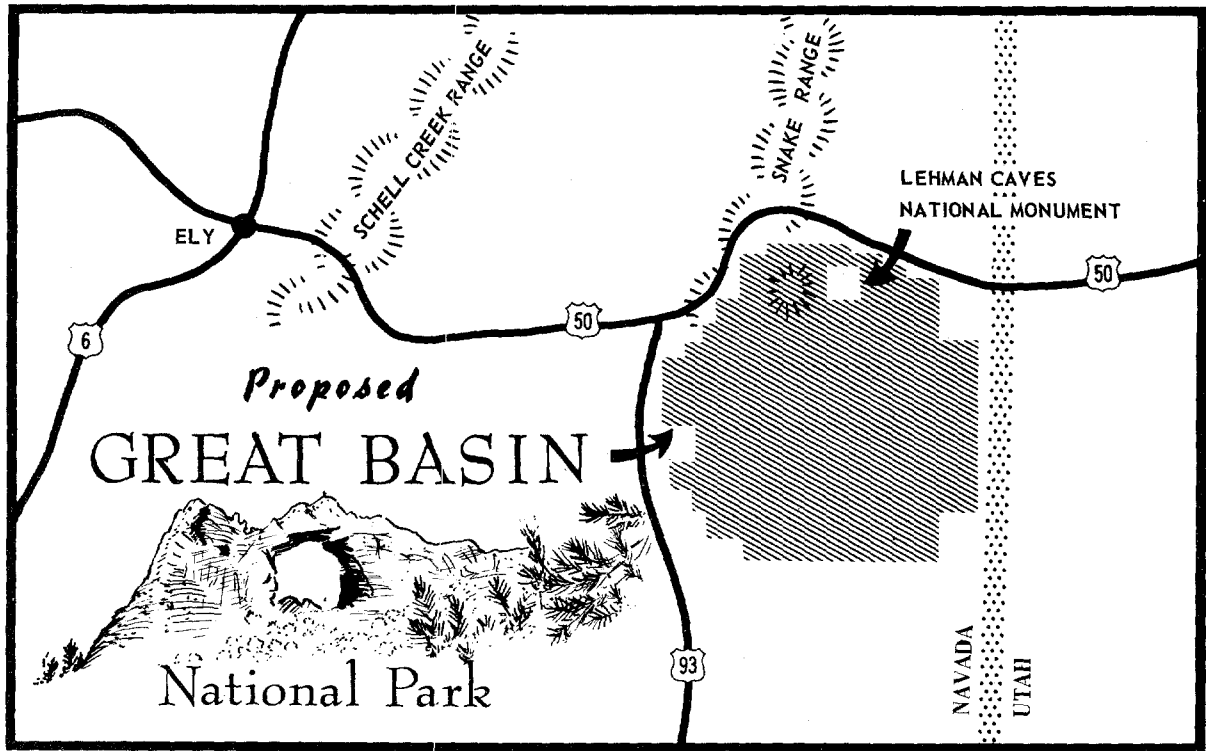 SCHELL CREEK RANGE
SNAKE RANGE
LEHMAN CAVES
NATIONAL MONUMENT
ELY
50
50
6
Proposed
GREAT BASIN
National Park
93
NAVADA
UTAH